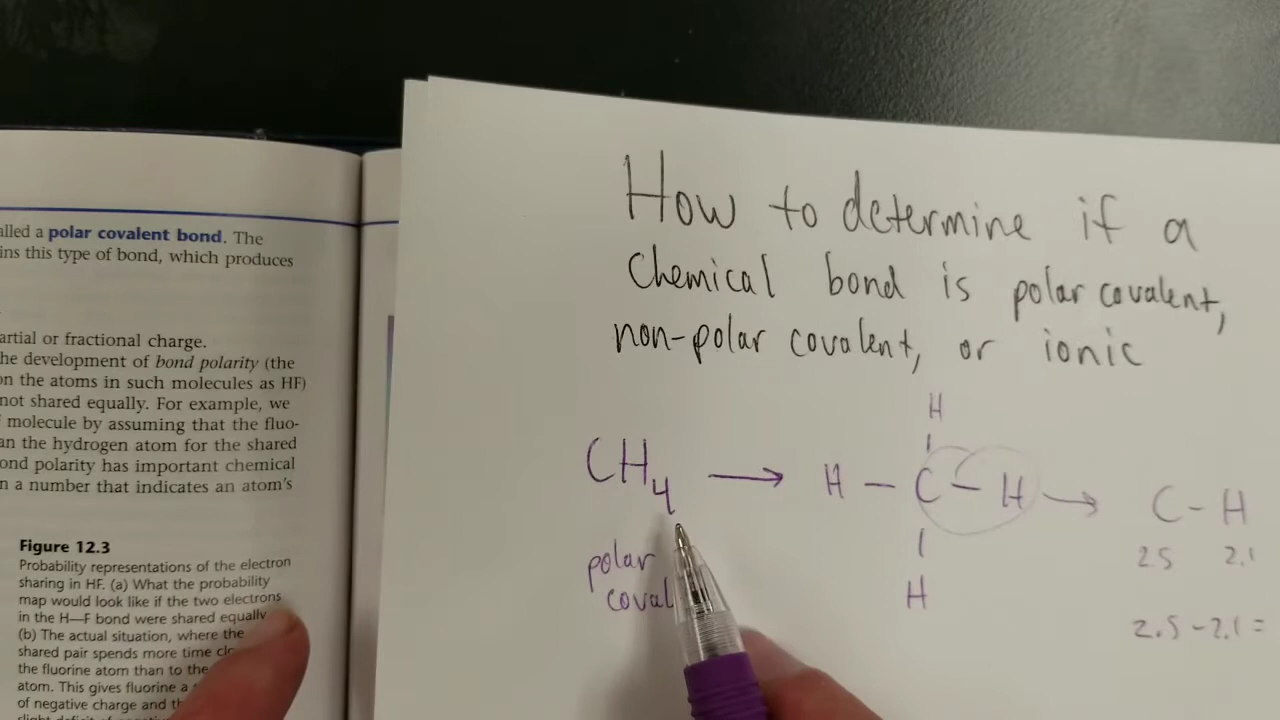 alled a polar covalent bond. The
ins this type of bond, which produces
artial or fractional charge.
he development of bond polarity (the
on the atoms in such molecules as HF)
not shared equally. For example, we
molecule by assuming that the fluo-
an the hydrogen atom for the shared
ond polarity has important chemical
n a number that indicates an atom's
Figure 12.3
Probability representations of the electron
sharing in HF. (a) What the probability
map would look like if the two electrons
in the H—F bond were shared equally
(b) The actual situation, where the
shared pair spends more time clo
the fluorine atom than to the
atom. This gives fluorine a
of negative charge and th
How to determine if a
chemical bond is polar covalent,
non-polar covalent, or ionic
H
CH₄ → H – C – H → C – H
2.5 2.1
H
polar
coval
2.5 - 2.1 =